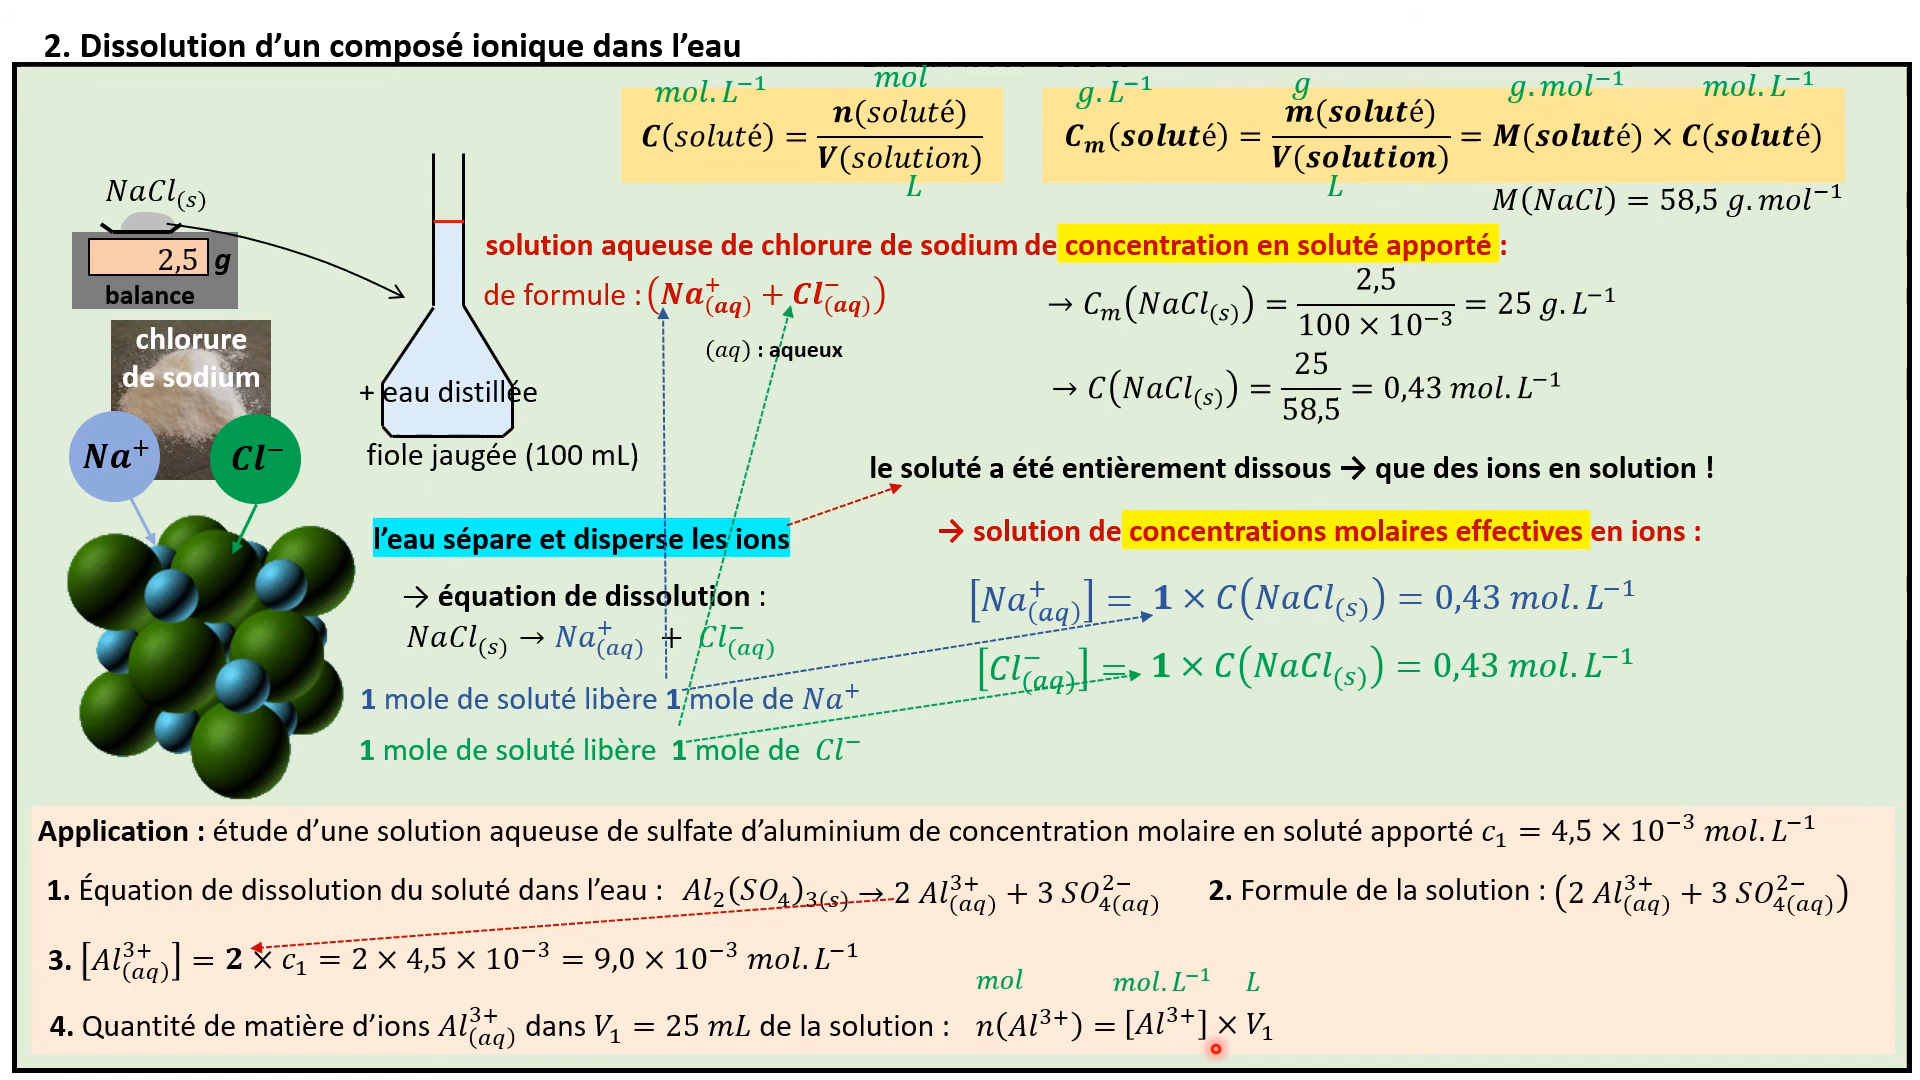 2. Dissolution d’un composé ionique dans l’eau
mol.L⁻¹ mol
C(soluté) = n(soluté) / V(solution)
L
g.L⁻¹ g g.mol⁻¹ mol.L⁻¹
Cₘ(soluté) = m(soluté) / V(solution) = M(soluté) × C(soluté)
L
M(NaCl) = 58,5 g.mol⁻¹
NaCl(s)
2,5 g
balance
chlorure
de sodium
Na⁺ Cl⁻
+ eau distillée
fiole jaugée (100 mL)
solution aqueuse de chlorure de sodium de concentration en soluté apporté :
de formule : (Na⁺(aq) + Cl⁻(aq))
(aq) : aqueux
→ Cₘ(NaCl(s)) = 2,5 / 100 × 10⁻³ = 25 g.L⁻¹
→ C(NaCl(s)) = 25 / 58,5 = 0,43 mol.L⁻¹
le soluté a été entièrement dissous → que des ions en solution !
l’eau sépare et disperse les ions
→ solution de concentrations molaires effectives en ions :
→ équation de dissolution :
NaCl(s) → Na⁺(aq) + Cl⁻(aq)
1 mole de soluté libère 1 mole de Na⁺
1 mole de soluté libère 1 mole de Cl⁻
[Na⁺(aq)] = 1 × C(NaCl(s)) = 0,43 mol.L⁻¹
[Cl⁻(aq)] = 1 × C(NaCl(s)) = 0,43 mol.L⁻¹
Application : étude d’une solution aqueuse de sulfate d’aluminium de concentration molaire en soluté apporté c₁ = 4,5 × 10⁻³ mol.L⁻¹
1. Équation de dissolution du soluté dans l’eau : Al₂(SO₄)₃(s) → 2 Al³⁺(aq) + 3 SO₄²⁻(aq)
2. Formule de la solution : (2 Al³⁺(aq) + 3 SO₄²⁻(aq))
3. [Al³⁺(aq)] = 2 × c₁ = 2 × 4,5 × 10⁻³ = 9,0 × 10⁻³ mol.L⁻¹
mol mol.L⁻¹ L
4. Quantité de matière d’ions Al³⁺(aq) dans V₁ = 25 mL de la solution : n(Al³⁺) = [Al³⁺] × V₁